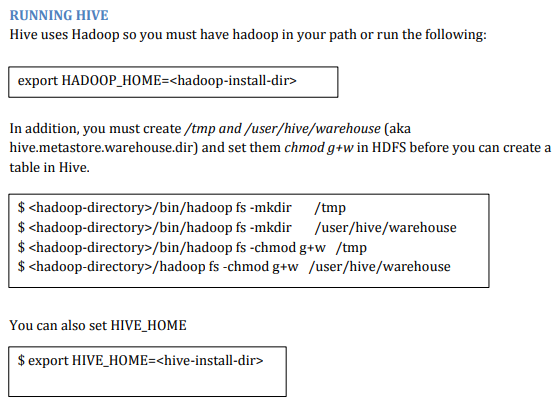 RUNNING HIVE
Hive uses Hadoop so you must have hadoop in your path or run the following:
export HADOOP_HOME=<hadoop-install-dir>
In addition, you must create /tmp and /user/hive/warehouse (aka
hive.metastore.warehouse.dir) and set them chmod g+w in HDFS before you can create a
table in Hive.
$ <hadoop-directory>/bin/hadoop fs -mkdir /tmp
$ <hadoop-directory>/bin/hadoop fs -mkdir /user/hive/warehouse
$ <hadoop-directory>/bin/hadoop fs -chmod g+w /tmp
$ <hadoop-directory>/hadoop fs -chmod g+w /user/hive/warehouse
You can also set HIVE_HOME
$ export HIVE_HOME=<hive-install-dir>